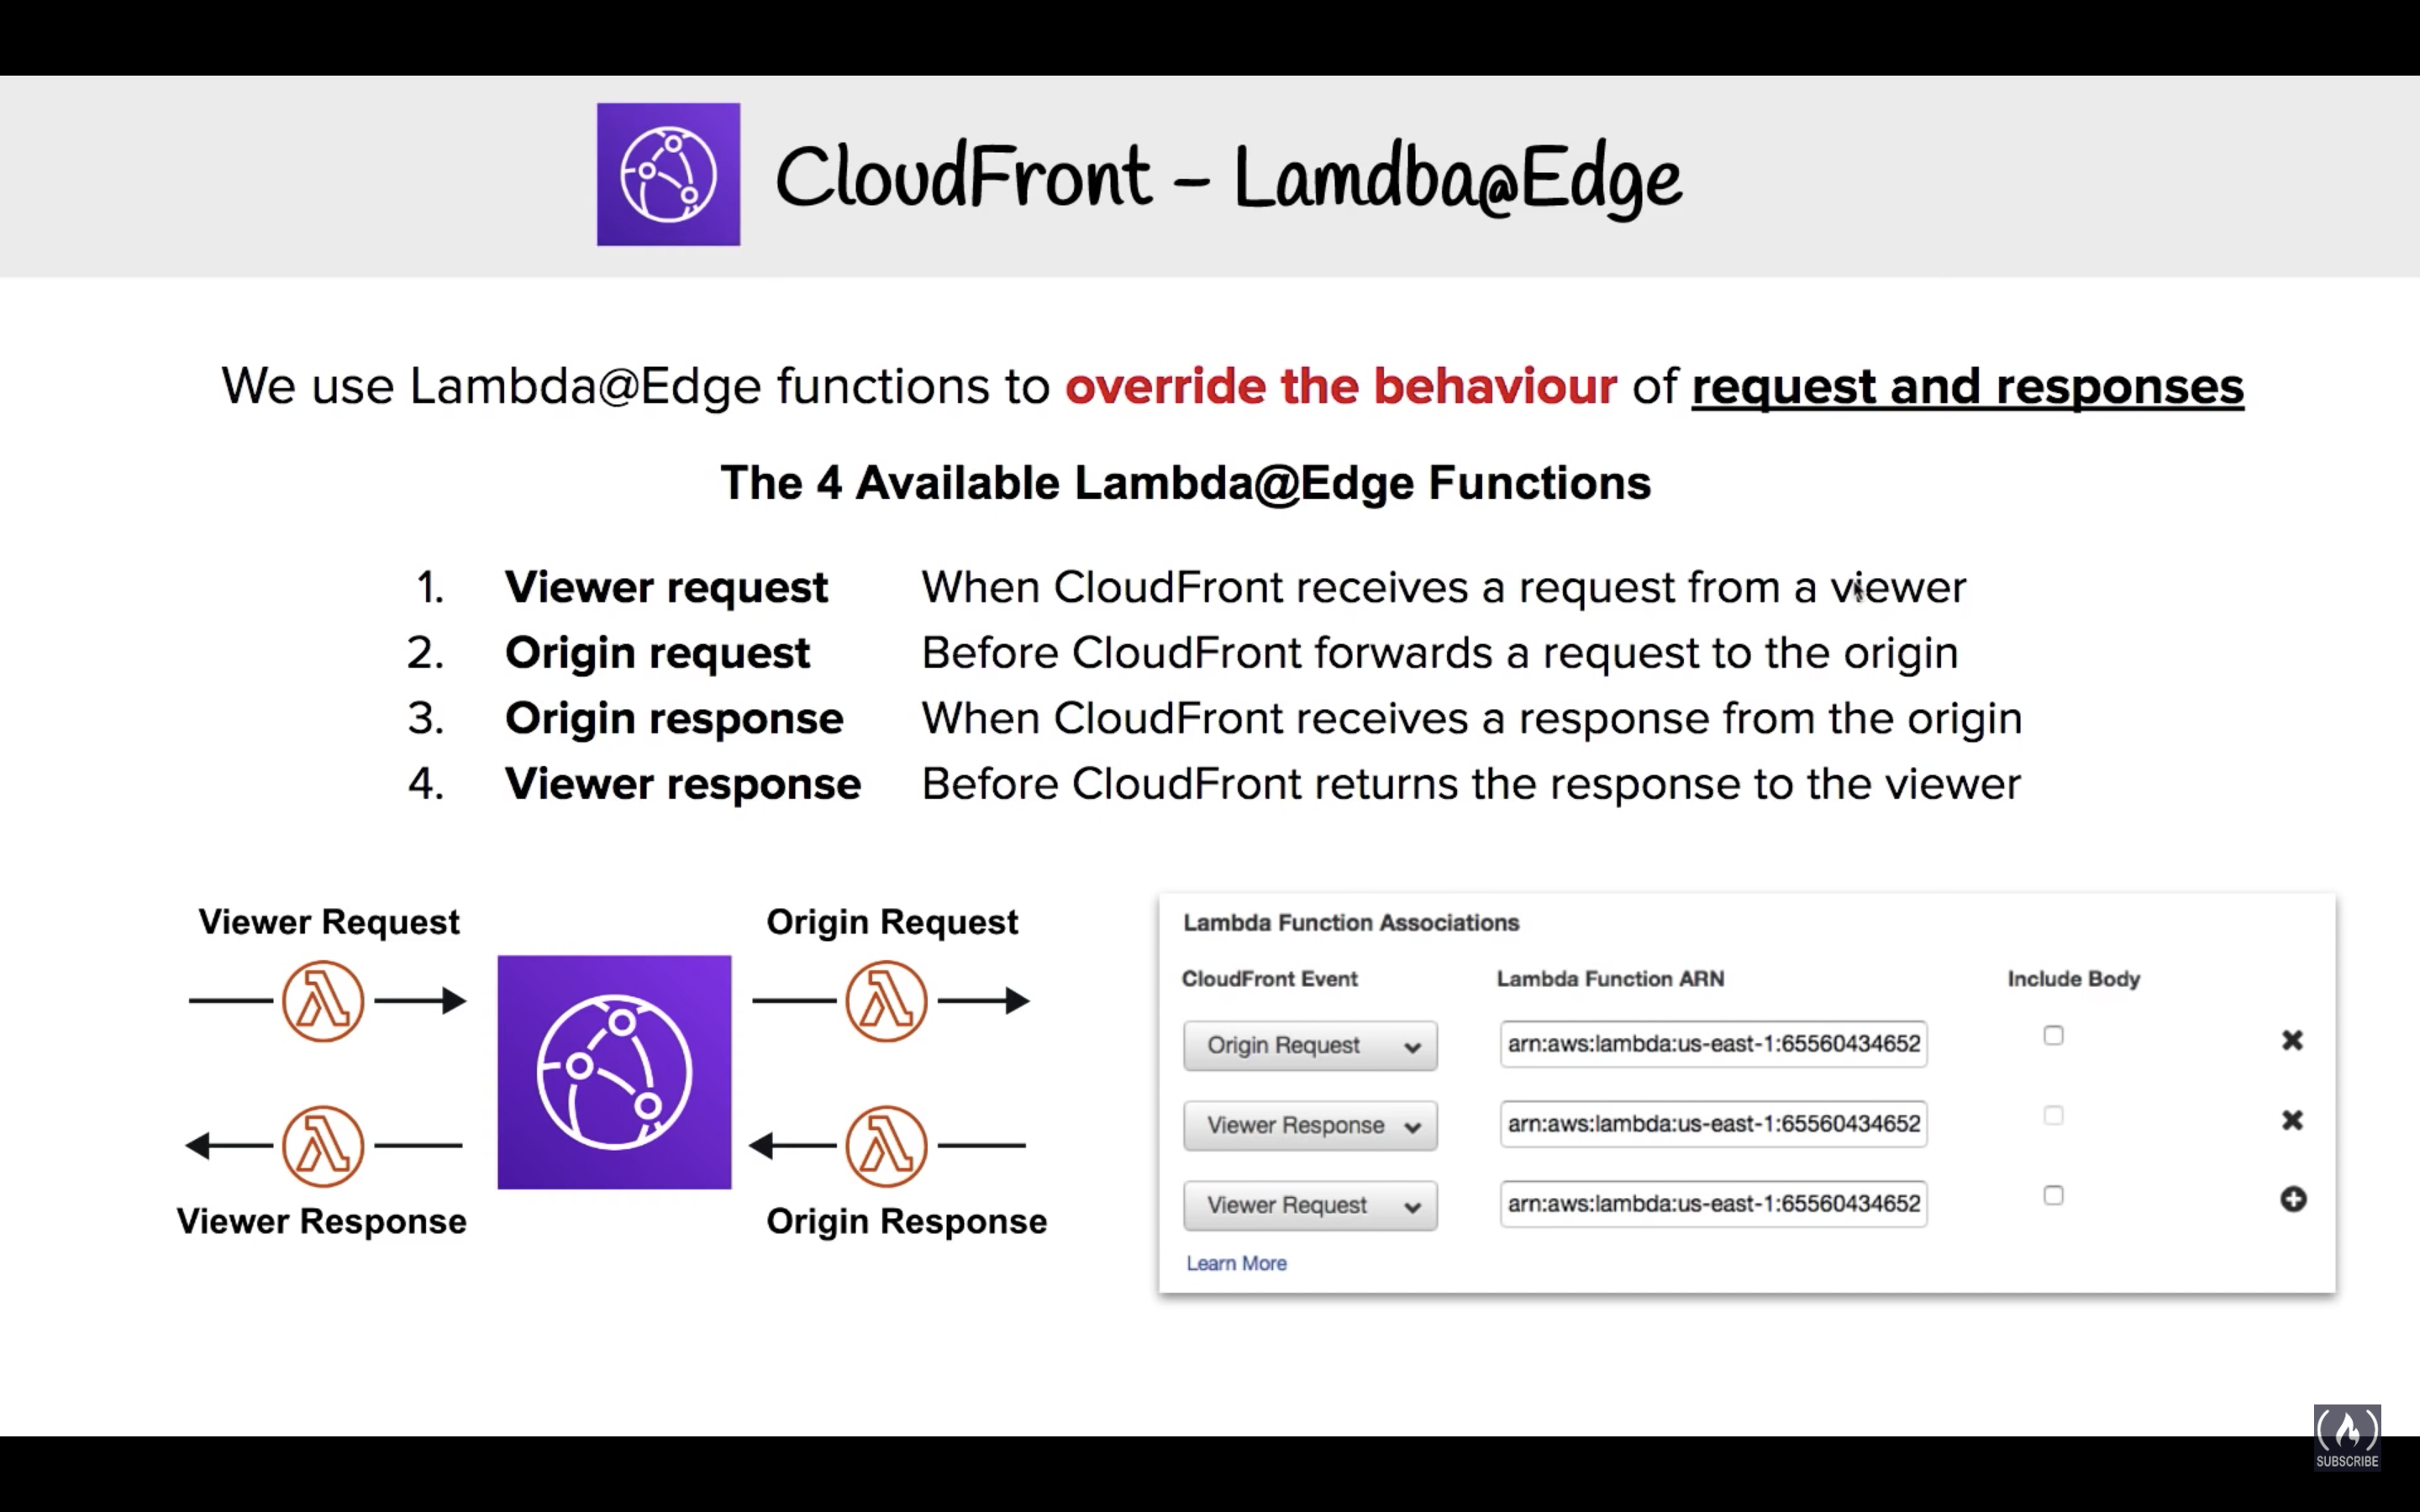 CloudFront – Lamdba@Edge
We use Lambda@Edge functions to override the behaviour of request and responses
The 4 Available Lambda@Edge Functions
1. Viewer request When CloudFront receives a request from a viewer
2. Origin request Before CloudFront forwards a request to the origin
3. Origin response When CloudFront receives a response from the origin
4. Viewer response Before CloudFront returns the response to the viewer
Viewer Request Origin Request
Viewer Response Origin Response
Lambda Function Associations
CloudFront Event Lambda Function ARN Include Body
Origin Request arn:aws:lambda:us-east-1:65560434652
Viewer Response arn:aws:lambda:us-east-1:65560434652
Viewer Request arn:aws:lambda:us-east-1:65560434652
Learn More
SUBSCRIBE